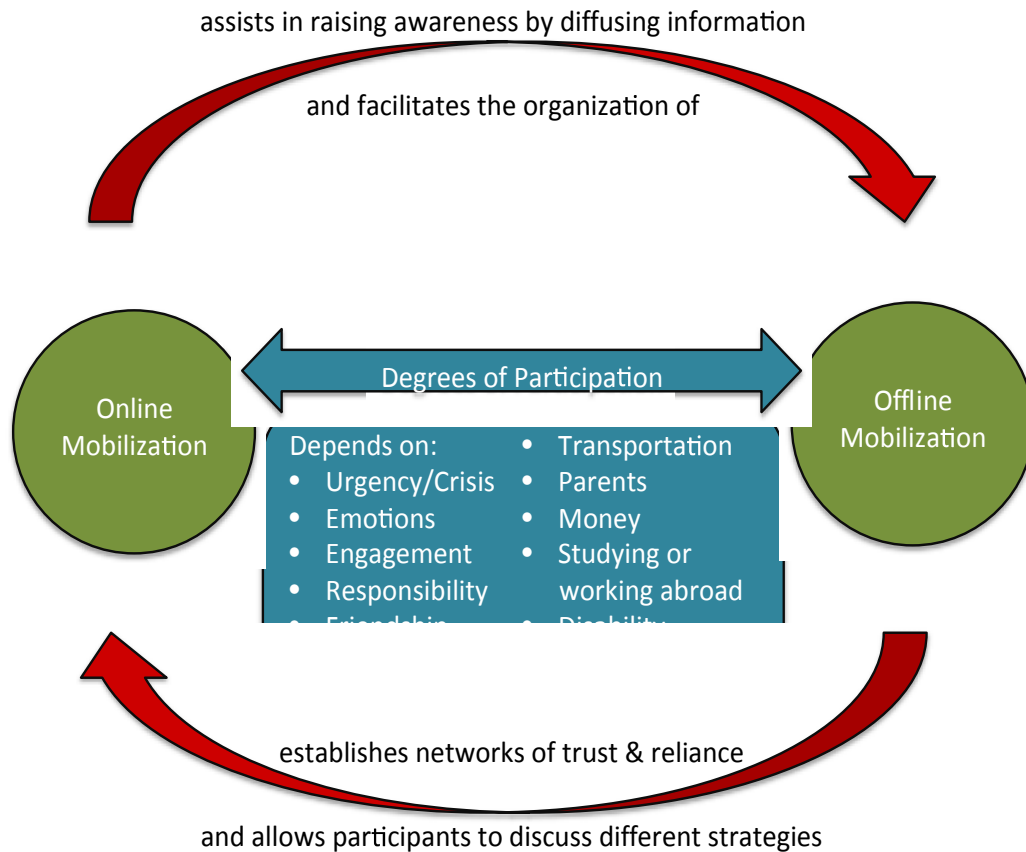 assists in raising awareness by diffusing information
and facilitates the organization of
Degrees of Participation
Online
Mobilization
Offline
Mobilization
Depends on:
• Urgency/Crisis
• Emotions
• Engagement
• Responsibility
• Friendship
• Transportation
• Parents
• Money
• Studying or
working abroad
• Disability
establishes networks of trust & reliance
and allows participants to discuss different strategies